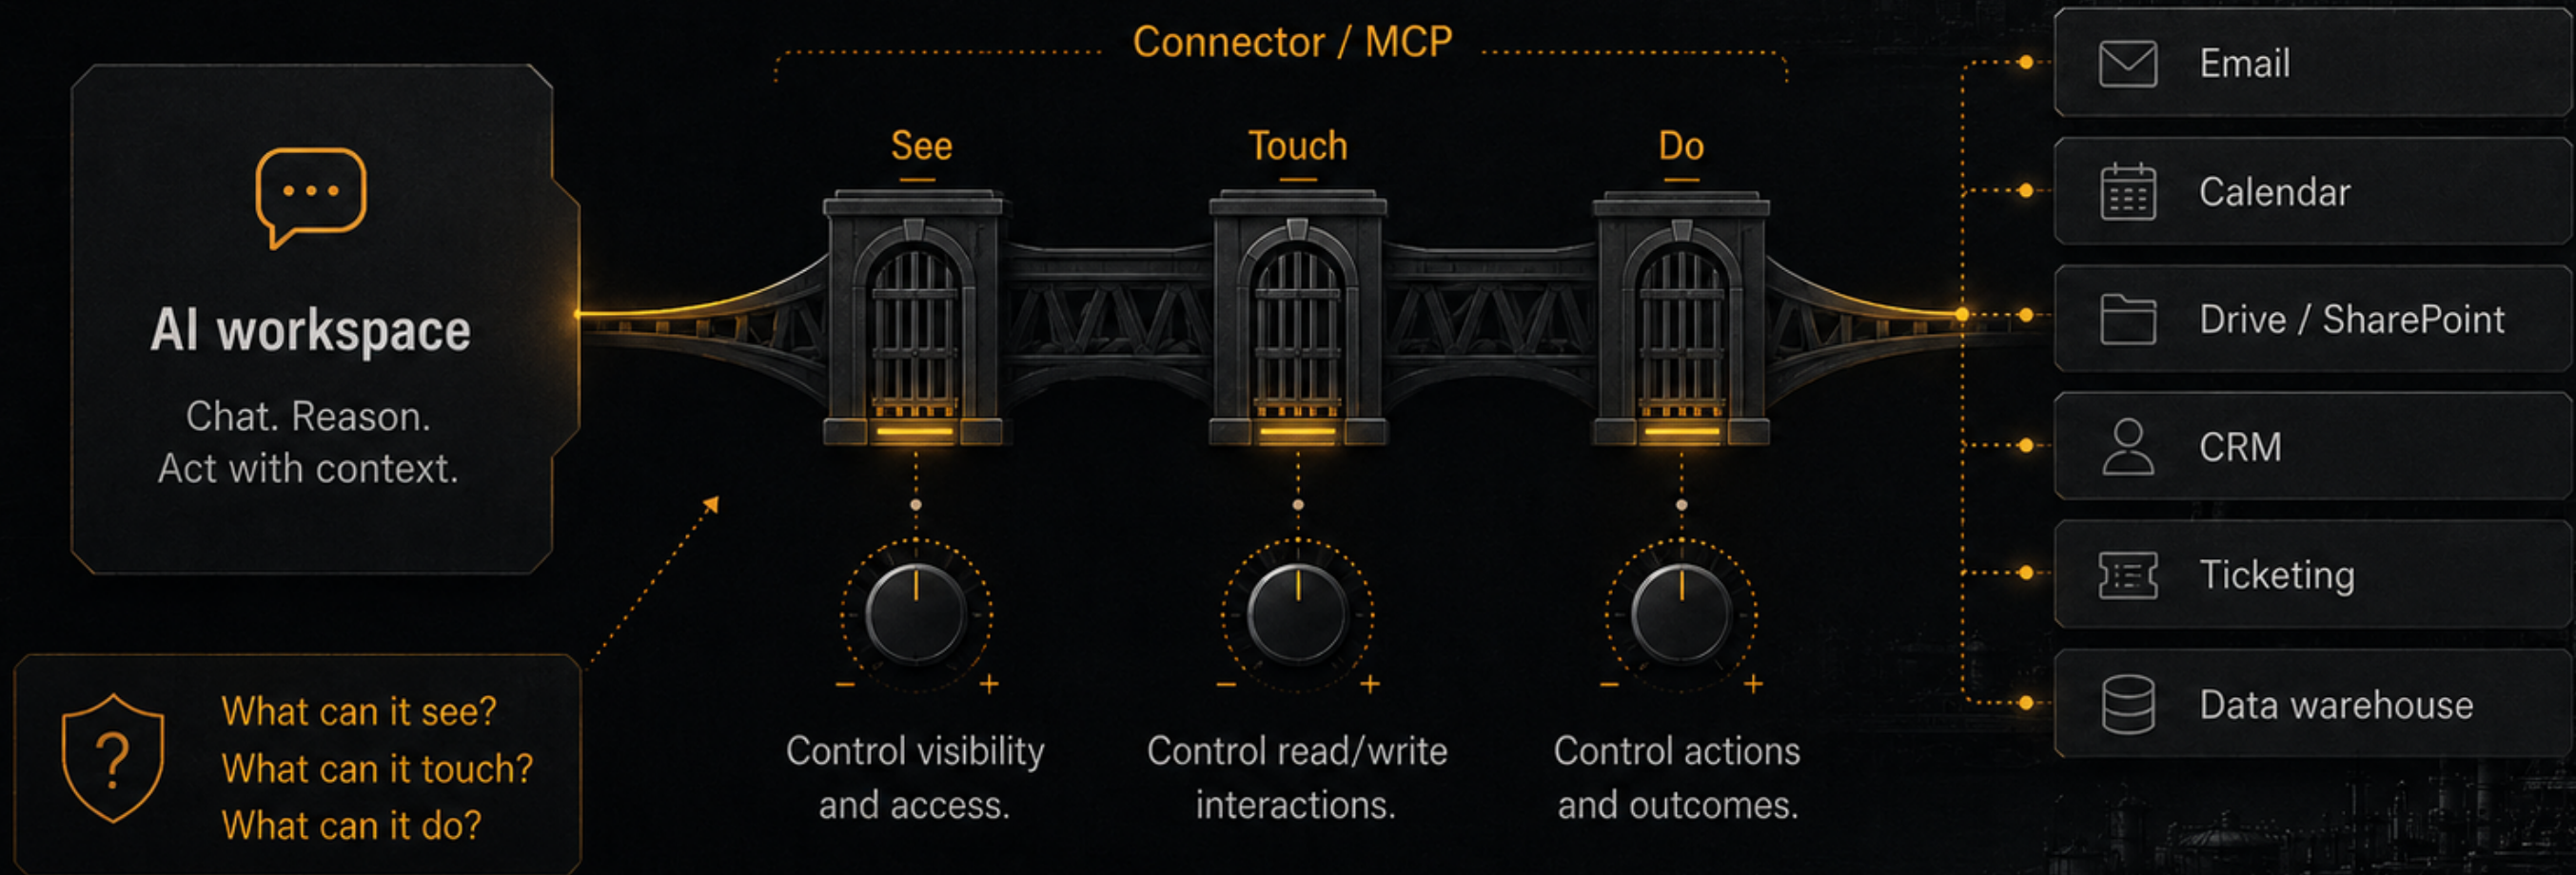 Connector / MCP
AI workspace
Chat. Reason.
Act with context.
What can it see?
What can it touch?
What can it do?
See
Touch
Do
Control visibility
and access.
Control read/write
interactions.
Control actions
and outcomes.
Email
Calendar
Drive / SharePoint
CRM
Ticketing
Data warehouse